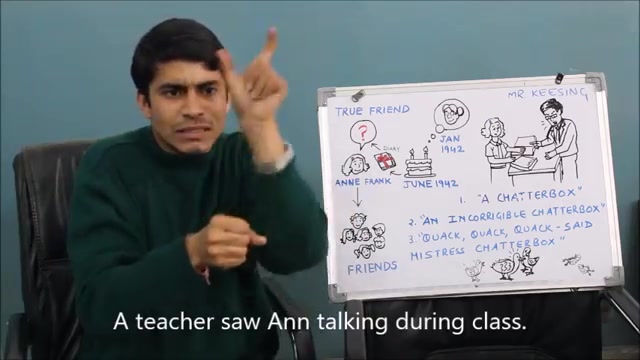 TRUE FRIEND
MR. KEESING
?
DIARY
JAN
1942
ANNE FRANK
JUNE 1942
FRIENDS
1. "A CHATTERBOX"
2. "AN INCORRIGIBLE CHATTERBOX"
3. "QUACK, QUACK, QUACK - SAID
MISTRESS CHATTERBOX"
A teacher saw Ann talking during class.